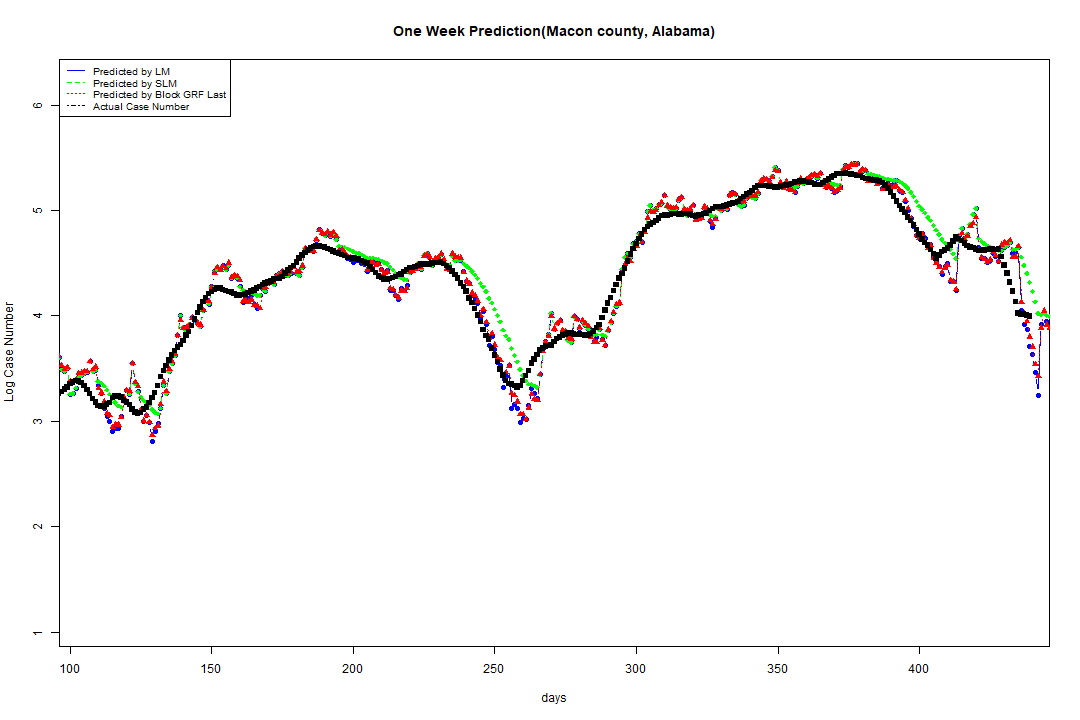 One Week Prediction(Macon county, Alabama)
Predicted by LM
Predicted by SLM
Predicted by Block GRF Last
Actual Case Number
6
5
4
3
2
1
Log Case Number
100 150 200 250 300 350 400
days